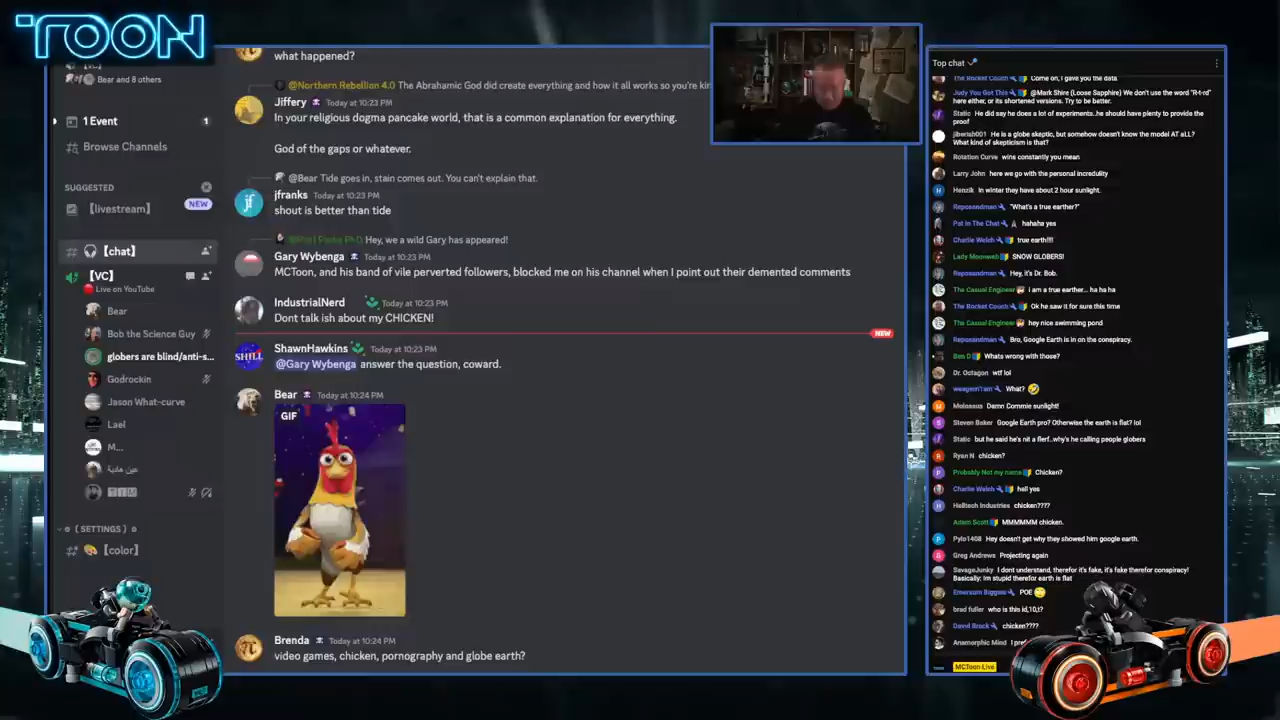 TOON
what happened?
Bear and 8 others
@Northern Rebellion 4.0 The Abrahamic God did create everything and how it all works so you're kin
Jiffery Today at 10:23 PM
In your religious dogma pancake world, that is a common explanation for everything.
God of the gaps or whatever.
1 Event 1
Browse Channels
@Bear Tide goes in, stain comes out. You can't explain that.
jf
jfranks Today at 10:23 PM
shout is better than tide
SUGGESTED
【livestream】 NEW
Hey, we a wild Gary has appeared!
Gary Wybenga Today at 10:23 PM
MCToon, and his band of vile perverted followers, blocked me on his channel when I point out their demented comments
【chat】
【VC】
Live on YouTube
Bear
Bob the Science Guy
globers are blind/anti-s...
Godrockin
Jason What-curve
Lael
M...
عين هادية
TIM
( SETTINGS )
【color】
IndustrialNerd Today at 10:23 PM
Dont talk ish about my CHICKEN!
NEW
SHILL
ShawnHawkins Today at 10:23 PM
@Gary Wybenga answer the question, coward.
Bear Today at 10:24 PM
GIF
Brenda Today at 10:24 PM
video games, chicken, pornography and globe earth?
Top chat
The Rocket Couch Come on, I gave you the data.
Judy You Got This @Mark Shire (Loose Sapphire) We don't use the word "R-t-rd"
here either, or its shortened versions. Try to be better.
Static He did say he does a lot of experiments..he should have plenty to provide the
proof
jiberish001 He is a globe skeptic, but somehow doesn't know the model AT aLL?
What kind of skepticism is that?
Rotation Curve wins constantly you mean
Larry John here we go with the personal incredulity
Henzik In winter they have about 2 hour sunlight.
Reposandman "What's a true earther?"
Pat In The Chat hahaha yes
Charlie Welch true earth!!!!
Lady Moonweb SNOW GLOBERS!
Reposandman Hey, it's Dr. Bob.
The Casual Engineer i am a true earther... ha ha ha
The Rocket Couch Ok he saw it for sure this time
The Casual Engineer hey nice swimming pond
Reposandman Bro, Google Earth is in on the conspiracy.
Ben D Whats wrong with those?
Dr. Octagon wtf lol
What?
Molossus Damn Commie sunlight!
Steven Baker Google Earth pro? Otherwise the earth is flat? lol
Static but he said he's nit a flerf..why's he calling people globers
Ryan N chicken?
Probably Not my name Chicken?
Charlie Welch hell yes
Helltech Industries chicken????
Adam Scott MMMMMM chicken.
Pylo1408 Hey doesn't get why they showed him google earth.
Greg Andrews Projecting again
SavageJunky I dont understand, therefor it's fake, it's fake therefor conspiracy!
Basically: im stupid therefor earth is flat
Emersum Biggins POE
brad fuller who is this id,10,t?
David Brock chicken????
Anamorphic Mind I pref
MCToon Live